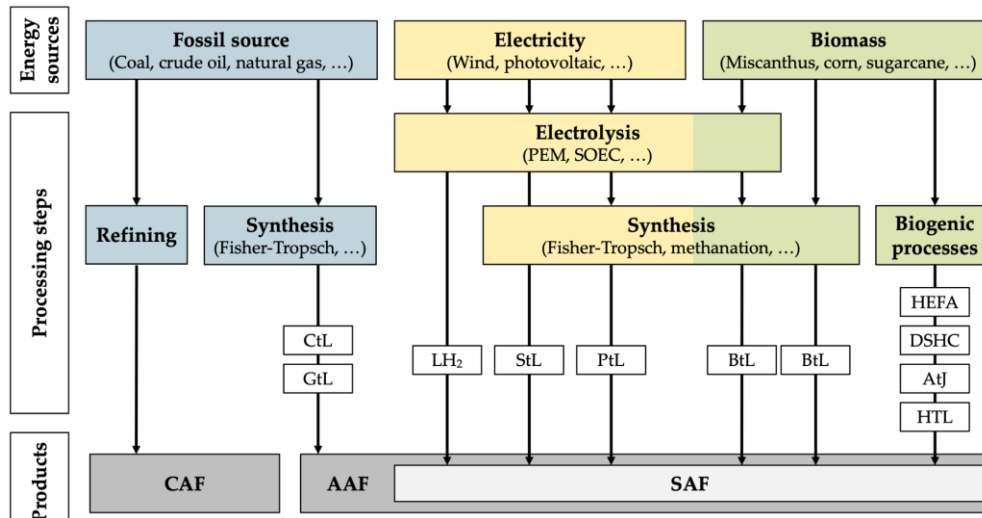 Energy
sources
Fossil source
(Coal, crude oil, natural gas, …)
Electricity
(Wind, photovoltaic, …)
Biomass
(Miscanthus, corn, sugarcane, …)
Processing steps
Electrolysis
(PEM, SOEC, …)
Refining
Synthesis
(Fisher-Tropsch, …)
Synthesis
(Fisher-Tropsch, methanation, …)
Biogenic
processes
CtL
GtL
LH₂
StL
PtL
BtL
BtL
HEFA
DSHC
AtJ
HTL
Products
CAF
AAF
SAF